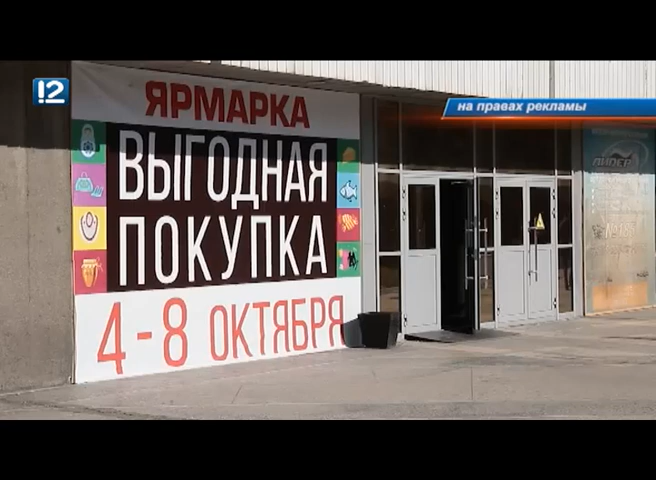 12
на правах рекламы
ЯРМАРКА
ВЫГОДНАЯ
ПОКУПКА
4-8 ОКТЯБРЯ
ЛИДЕР